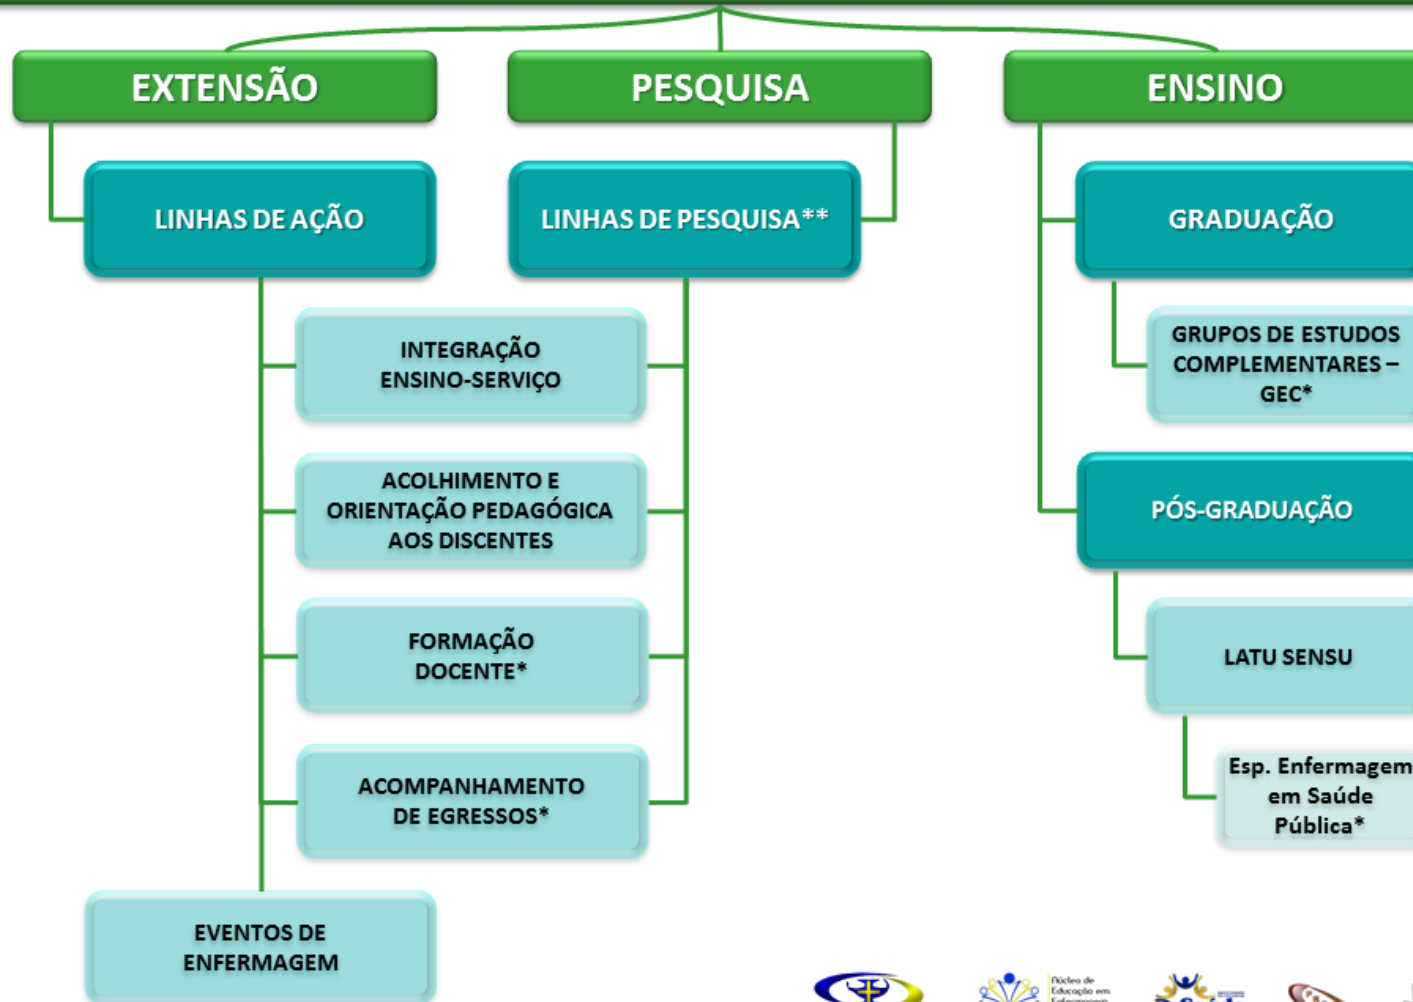 EXTENSÃO
PESQUISA
ENSINO
LINHAS DE AÇÃO
LINHAS DE PESQUISA**
GRADUAÇÃO
INTEGRAÇÃO
ENSINO-SERVIÇO
GRUPOS DE ESTUDOS
COMPLEMENTARES –
GEC*
ACOLHIMENTO E
ORIENTAÇÃO PEDAGÓGICA
AOS DISCENTES
PÓS-GRADUAÇÃO
FORMAÇÃO
DOCENTE*
LATU SENSU
ACOMPANHAMENTO
DE EGRESSOS*
Esp. Enfermagem
em Saúde
Pública*
EVENTOS DE
ENFERMAGEM
Núcleo de
Educação em